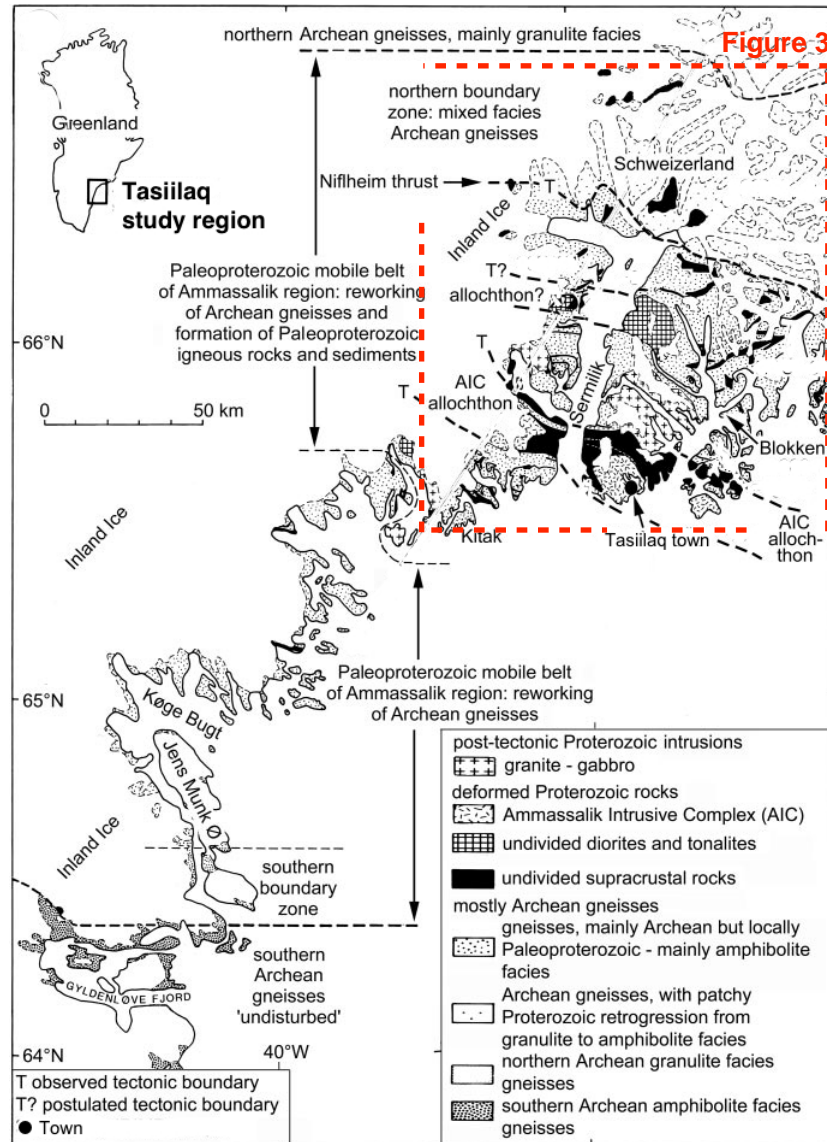 northern Archean gneisses, mainly granulite facies
Figure 3
northern boundary
zone: mixed facies
Archean gneisses
Greenland
Tasiilaq
study region
Schweizerland
Niflheim thrust
T
Inland Ice
T?
allochthon?
Paleoproterozoic mobile belt
of Ammassalik region: reworking
of Archean gneisses and
formation of Paleoproterozoic
igneous rocks and sediments
66°N
T
0 50 km
T
AIC
allochthon
Sermilik
Blokken
Inland Ice
Kitak
Tasiilaq town
AIC
alloch-
thon
Paleoproterozoic mobile belt
of Ammassalik region: reworking
of Archean gneisses
65°N
Køge Bugt
Jens Munk Ø
Inland Ice
southern
boundary
zone
southern
Archean
gneisses
'undisturbed'
GYLDENLØVE FJORD
64°N
40°W
T observed tectonic boundary
T? postulated tectonic boundary
Town
post-tectonic Proterozoic intrusions
granite - gabbro
deformed Proterozoic rocks
Ammassalik Intrusive Complex (AIC)
undivided diorites and tonalites
undivided supracrustal rocks
mostly Archean gneisses
gneisses, mainly Archean but locally
Paleoproterozoic - mainly amphibolite
facies
Archean gneisses, with patchy
Proterozoic retrogression from
granulite to amphibolite facies
northern Archean granulite facies
gneisses
southern Archean amphibolite facies
gneisses